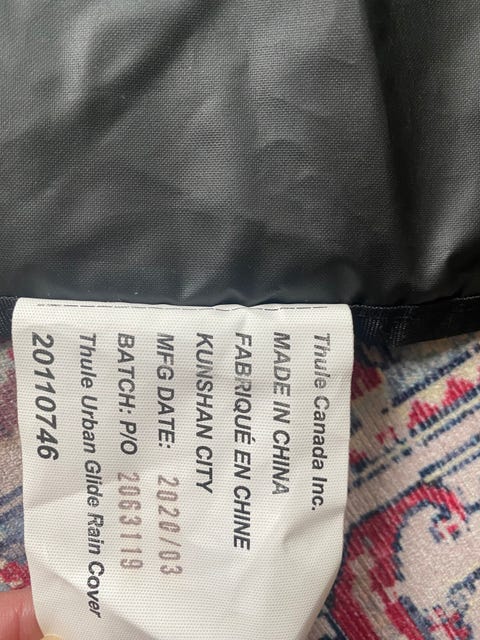 Thule Canada Inc.
MADE IN CHINA
FABRIQUÉ EN CHINE
KUNSHAN CITY
MFG DATE: 2020/03
BATCH: P/O 2063119
Thule Urban Glide Rain Cover
20110746